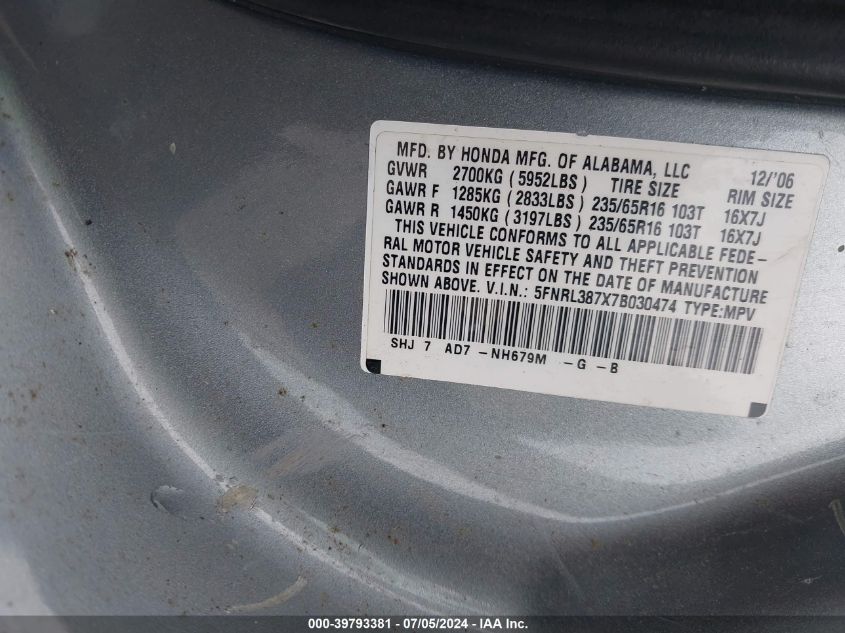 MFD. BY HONDA MFG. OF ALABAMA, LLC 12/'06
GVWR 2700KG (5952LBS) TIRE SIZE RIM SIZE
GAWR F 1285KG (2833LBS) 235/65R16 103T 16X7J
GAWR R 1450KG (3197LBS) 235/65R16 103T 16X7J
THIS VEHICLE CONFORMS TO ALL APPLICABLE FEDE-
RAL MOTOR VEHICLE SAFETY AND THEFT PREVENTION
STANDARDS IN EFFECT ON THE DATE OF MANUFACTURE
SHOWN ABOVE. V.I.N.: 5FNRL387X7B030474 TYPE:MPV
SHJ 7 AD7 -NH679M -G -B
000-39793381 - 07/05/2024 - IAA Inc.